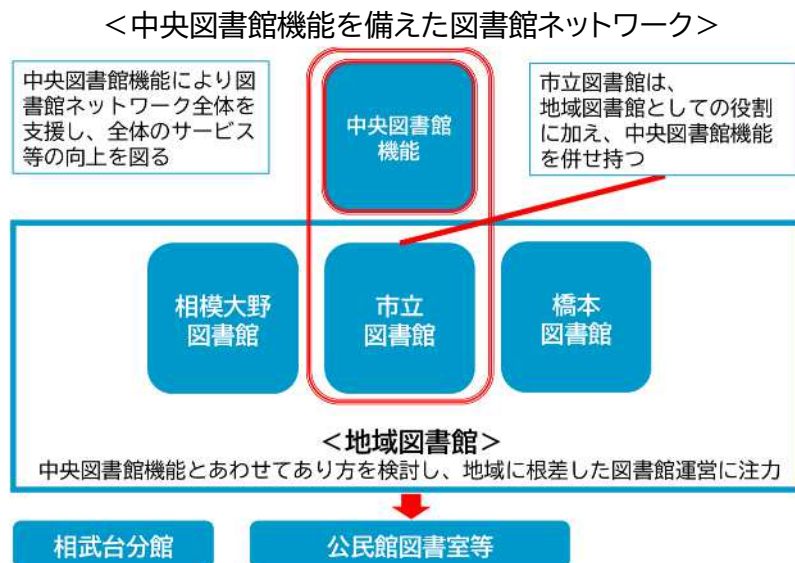 ＜中央図書館機能を備えた図書館ネットワーク＞
中央図書館機能により図
書館ネットワーク全体を
支援し、全体のサービス
等の向上を図る
中央図書館
機能
市立図書館は、
地域図書館としての役割
に加え、中央図書館機能
を併せ持つ
相模大野
図書館
市立
図書館
橋本
図書館
＜地域図書館＞
中央図書館機能とあわせてあり方を検討し、地域に根差した図書館運営に注力
相武台分館
公民館図書室等